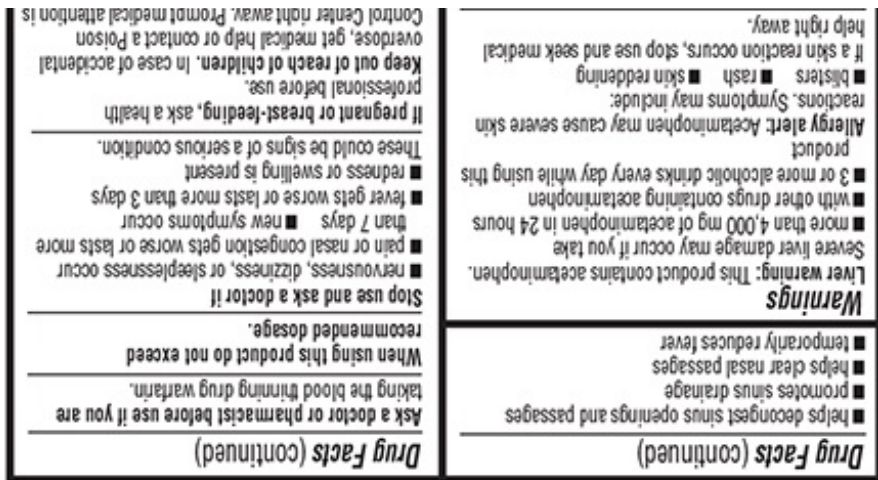 Drug Facts (continued)
■ helps decongest sinus openings and passages
■ promotes sinus drainage
■ helps clear nasal passages
■ temporarily reduces fever
Warnings
Liver warning: This product contains acetaminophen.
Severe liver damage may occur if you take
■ more than 4,000 mg of acetaminophen in 24 hours
■ with other drugs containing acetaminophen
■ 3 or more alcoholic drinks every day while using this
product
Allergy alert: Acetaminophen may cause severe skin
reactions. Symptoms may include:
■ blisters ■ rash ■ skin reddening
If a skin reaction occurs, stop use and seek medical
help right away.
Drug Facts (continued)
Ask a doctor or pharmacist before use if you are
taking the blood thinning drug warfarin.
When using this product do not exceed
recommended dosage.
Stop use and ask a doctor if
■ nervousness, dizziness, or sleeplessness occur
■ pain or nasal congestion gets worse or lasts more
than 7 days ■ new symptoms occur
■ fever gets worse or lasts more than 3 days
■ redness or swelling is present
These could be signs of a serious condition.
If pregnant or breast-feeding, ask a health
professional before use.
Keep out of reach of children. In case of accidental
overdose, get medical help or contact a Poison
Control Center right away. Prompt medical attention is